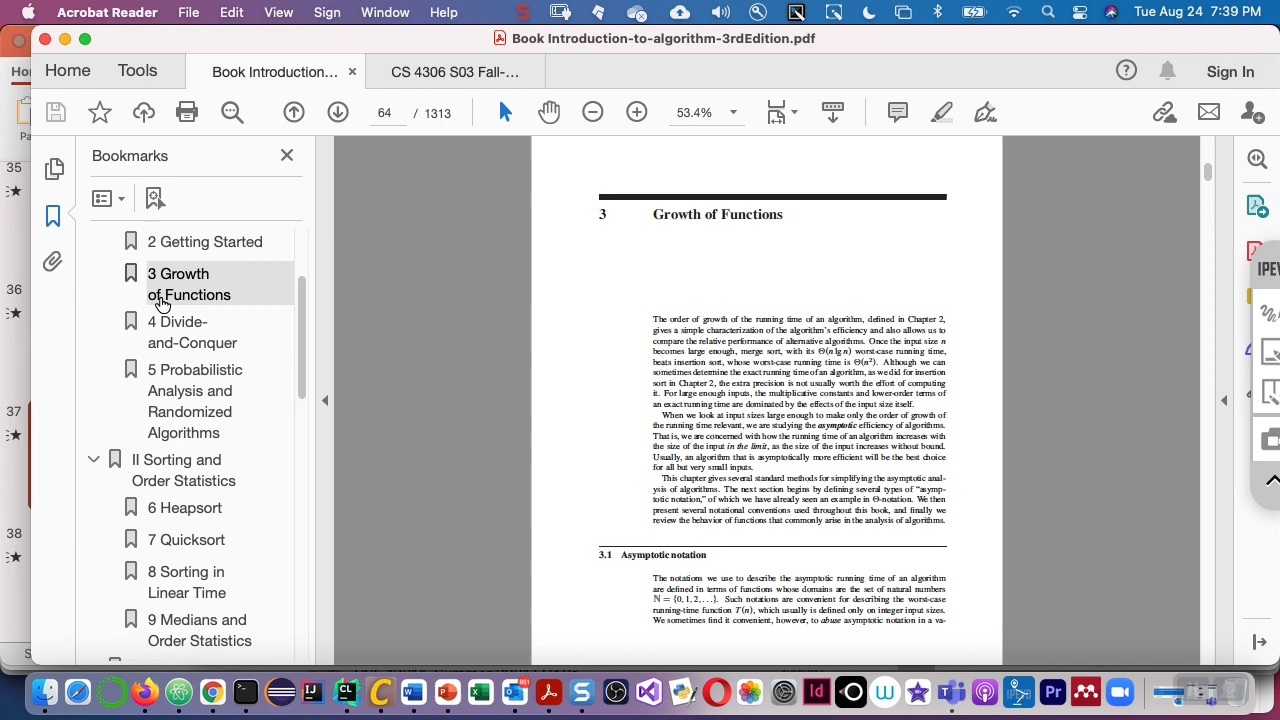 Acrobat Reader File Edit View Sign Window Help Tue Aug 24 7:39 PM
Book Introduction-to-algorithm-3rdEdition.pdf
Home Tools Book Introduction... × CS 4306 S03 Fall-... Sign In
64 / 1313 53.4%
Bookmarks
2 Getting Started
3 Growth
of Functions
4 Divide-
and-Conquer
5 Probabilistic
Analysis and
Randomized
Algorithms
II Sorting and
Order Statistics
6 Heapsort
7 Quicksort
8 Sorting in
Linear Time
9 Medians and
Order Statistics
35
36
37
38
3 Growth of Functions
The order of growth of the running time of an algorithm, defined in Chapter 2,
gives a simple characterization of the algorithm's efficiency and also allows us to
compare the relative performance of alternative algorithms. Once the input size n
becomes large enough, merge sort, with its Θ(n lg n) worst-case running time,
beats insertion sort, whose worst-case running time is Θ(n²). Although we can
sometimes determine the exact running time of an algorithm, as we did for insertion
sort in Chapter 2, the extra precision is not usually worth the effort of computing
it. For large enough inputs, the multiplicative constants and lower-order terms of
an exact running time are dominated by the effects of the input size itself.
When we look at input sizes large enough to make only the order of growth of
the running time relevant, we are studying the asymptotic efficiency of algorithms.
That is, we are concerned with how the running time of an algorithm increases with
the size of the input in the limit, as the size of the input increases without bound.
Usually, an algorithm that is asymptotically more efficient will be the best choice
for all but very small inputs.
This chapter gives several standard methods for simplifying the asymptotic anal-
ysis of algorithms. The next section begins by defining several types of “asymp-
totic notation,” of which we have already seen an example in Θ-notation. We then
present several notational conventions used throughout this book, and finally we
review the behavior of functions that commonly arise in the analysis of algorithms.
3.1 Asymptotic notation
The notations we use to describe the asymptotic running time of an algorithm
are defined in terms of functions whose domains are the set of natural numbers
ℕ = {0, 1, 2, . . .}. Such notations are convenient for describing the worst-case
running-time function T(n), which usually is defined only on integer input sizes.
We sometimes find it convenient, however, to abuse asymptotic notation in a va-
IPEV
851